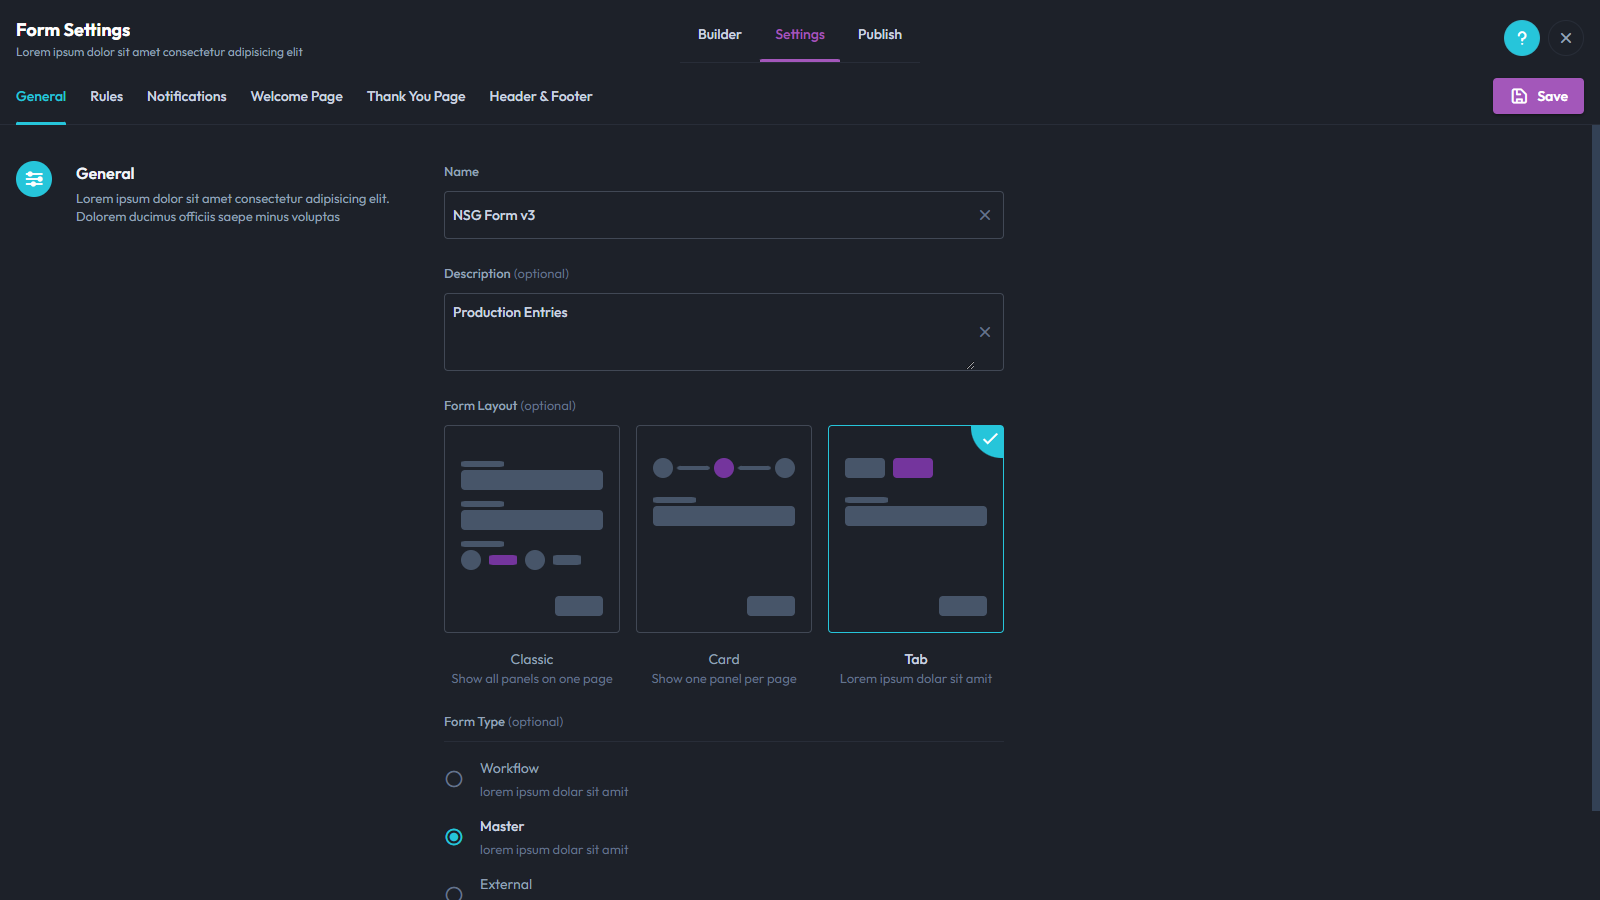 Form Settings
Lorem ipsum dolor sit amet consectetur adipisicing elit
Builder
Settings
Publish
?
General
Rules
Notifications
Welcome Page
Thank You Page
Header & Footer
Save
General
Lorem ipsum dolor sit amet consectetur adipisicing elit.
Dolorem ducimus officiis saepe minus voluptas
Name
NSG Form v3
Description (optional)
Production Entries
Form Layout (optional)
Classic
Show all panels on one page
Card
Show one panel per page
Tab
Lorem ipsum dolar sit amit
Form Type (optional)
Workflow
lorem ipsum dolar sit amit
Master
lorem ipsum dolar sit amit
External